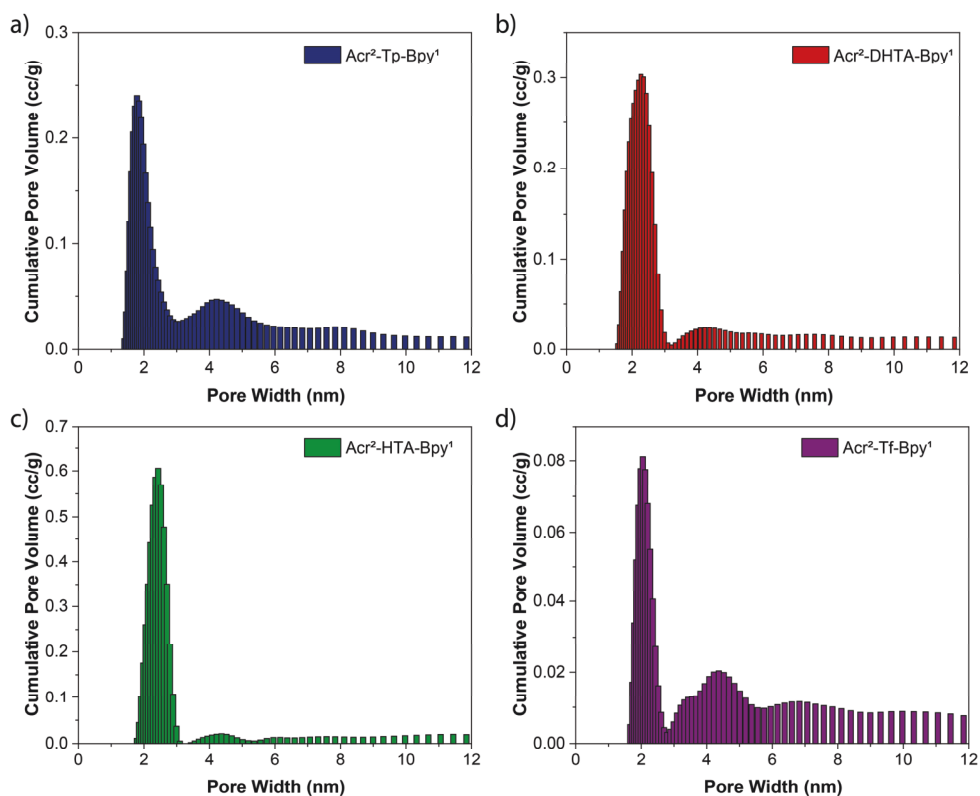 a)
Cumulative Pore Volume (cc/g)
0.3
0.2
0.1
0.0
Acr²-Tp-Bpy¹
0 2 4 6 8 10 12
Pore Width (nm)
b)
Cumulative Pore Volume (cc/g)
0.3
0.2
0.1
0.0
Acr²-DHTA-Bpy¹
0 2 4 6 8 10 12
Pore Width (nm)
c)
Cumulative Pore Volume (cc/g)
0.7
0.6
0.5
0.4
0.3
0.2
0.1
0.0
Acr²-HTA-Bpy¹
0 2 4 6 8 10 12
Pore Width (nm)
d)
Cumulative Pore Volume (cc/g)
0.08
0.06
0.04
0.02
0.00
Acr²-Tf-Bpy¹
0 2 4 6 8 10 12
Pore Width (nm)